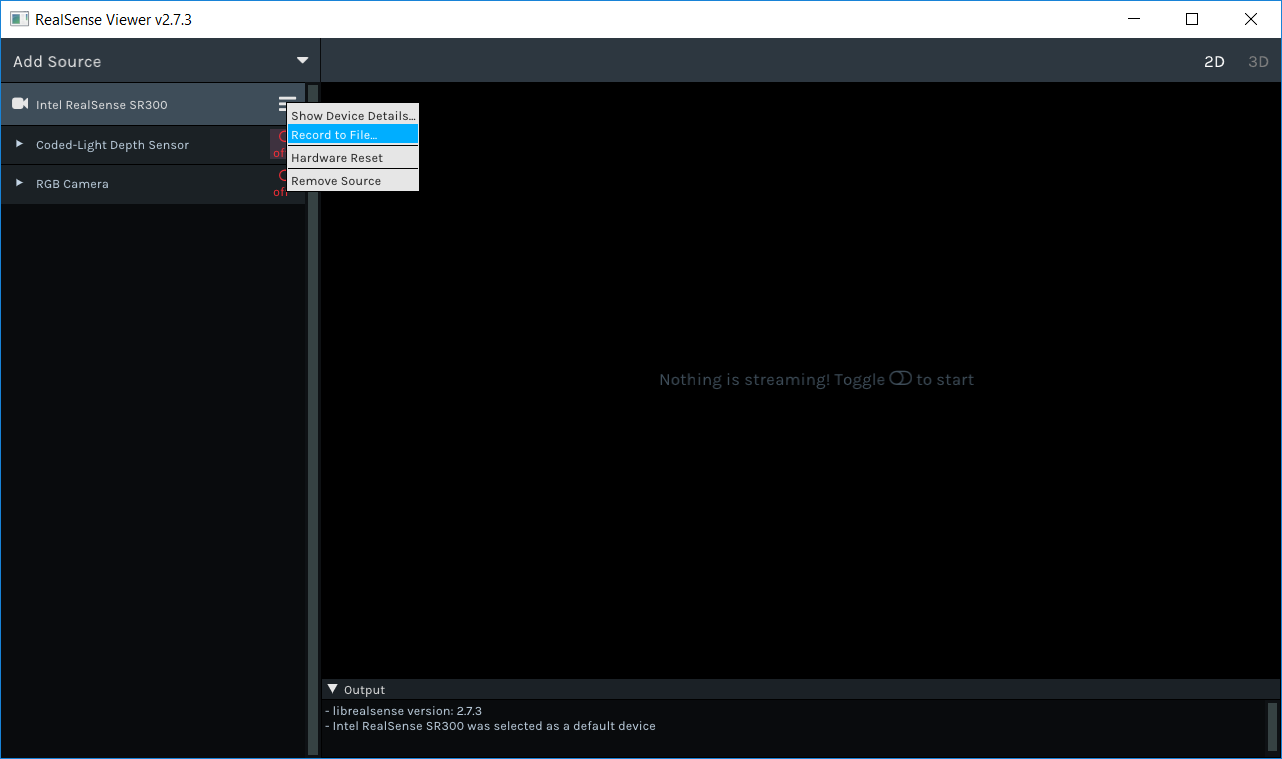 RealSense Viewer v2.7.3
Add Source
2D 3D
Intel RealSense SR300
Show Device Details...
Record to File...
Coded-Light Depth Sensor
off
Hardware Reset
Remove Source
RGB Camera
off
Nothing is streaming! Toggle to start
Output
- librealsense version: 2.7.3
- Intel RealSense SR300 was selected as a default device